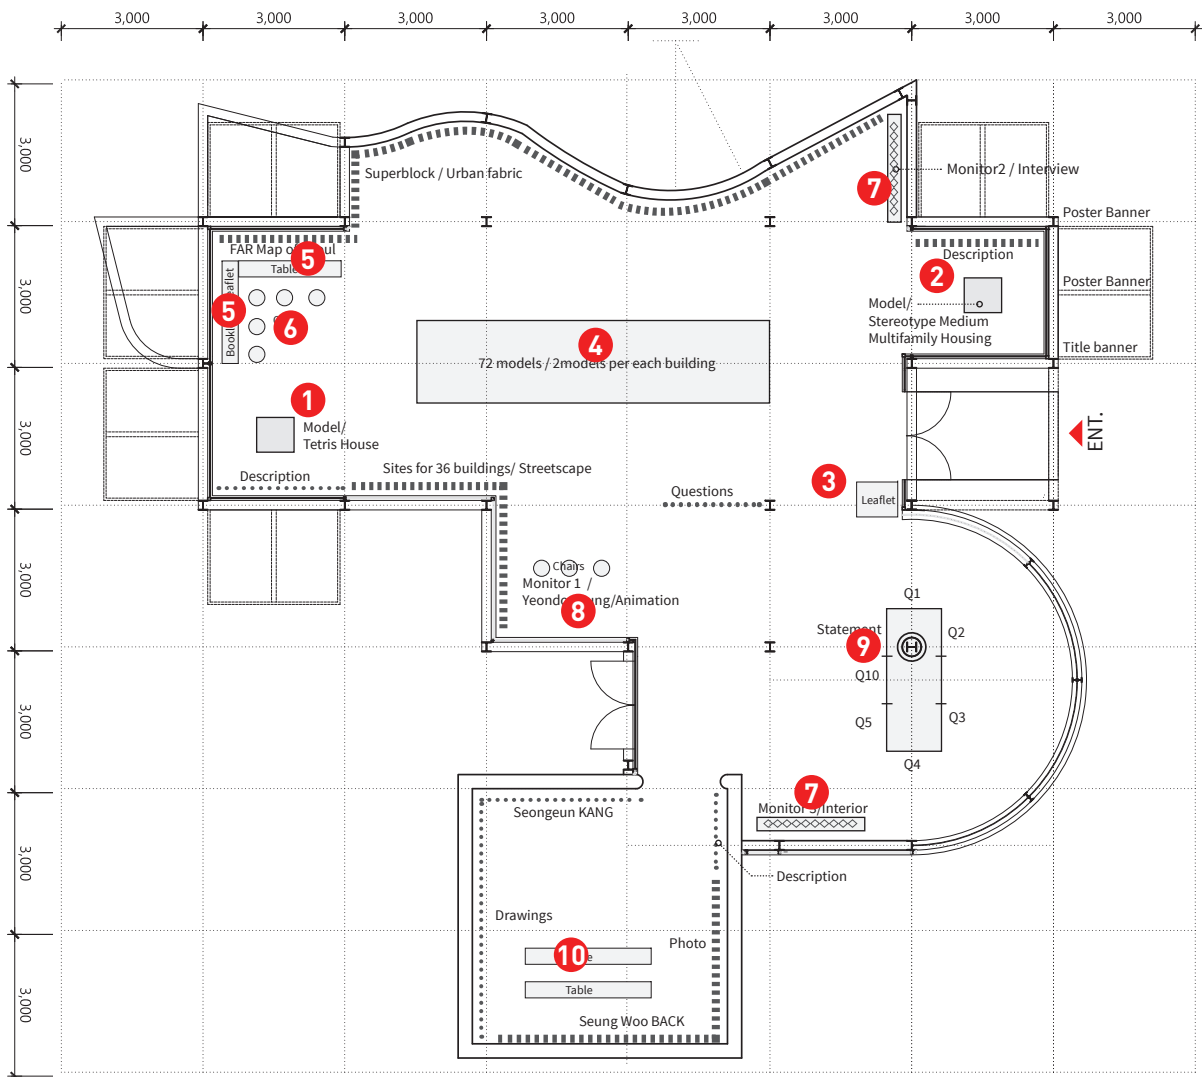 3,000 3,000 3,000 3,000 3,000 3,000 3,000 3,000
3,000
3,000
3,000
3,000
3,000
3,000
3,000
Superblock / Urban fabric
7
Monitor2 / Interview
Poster Banner
FAR Map of
5
Table
5
6
2
Description
Poster Banner
Model/
Stereotype Medium
Multifamily Housing
Title banner
4
72 models / 2models per each building
1
Model/
Tetris House
ENT.
Description
Sites for 36 buildings/ Streetscape
Questions
3
Leaflet
Chairs
Monitor 1 /
8
Q1
Statement
9
H
Q2
Q10
Q5
Q3
Q4
7
Monitor
/Interior
Seongeun KANG
Description
Drawings
Photo
10
Table
Seung Woo BACK